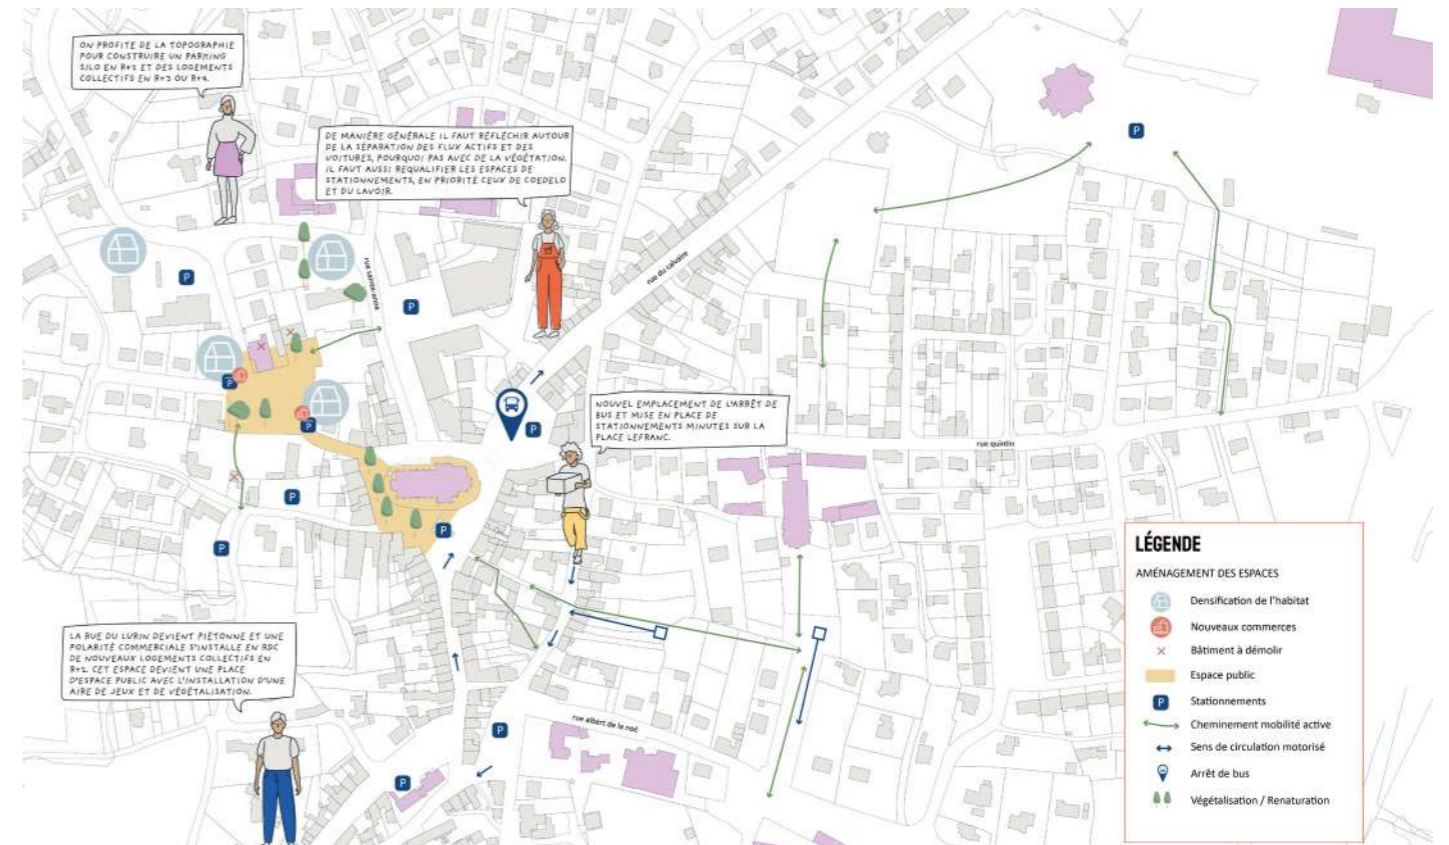 ON PROFITE DE LA TOPOGRAPHIE
POUR CONSTRUIRE UN PARKING
SILO EN R+1 ET DES LOGEMENTS
COLLECTIFS EN R+3 OU R+4.
DE MANIÈRE GÉNÉRALE IL FAUT RÉFLÉCHIR AUTOUR
DE LA SÉPARATION DES FLUX ACTIFS ET DES
VOITURES, POURQUOI PAS AVEC DE LA VÉGÉTATION.
IL FAUT AUSSI REQUALIFIER LES ESPACES DE
STATIONNEMENTS, EN PRIORITÉ CEUX DE COEDELO
ET DU LAVOIR.
P
P
rue sainte-anne
P
rue du calvaire
P
P
P
NOUVEL EMPLACEMENT DE L'ARRÊT DE
BUS ET MISE EN PLACE DE
STATIONNEMENTS MINUTES SUR LA
PLACE LEFRANC.
rue quintin
P
P
P
LA RUE DU LURIN DEVIENT PIÉTONNE ET UNE
POLARITÉ COMMERCIALE S'INSTALLE EN RDC
DE NOUVEAUX LOGEMENTS COLLECTIFS EN
R+2. CET ESPACE DEVIENT UNE PLACE
D'ESPACE PUBLIC AVEC L'INSTALLATION D'UNE
AIRE DE JEUX ET DE VÉGÉTALISATION.
rue albert de la noé
P
P
LÉGENDE
AMÉNAGEMENT DES ESPACES
Densification de l'habitat
Nouveaux commerces
Bâtiment à démolir
Espace public
P Stationnements
Cheminement mobilité active
Sens de circulation motorisé
Arrêt de bus
Végétalisation / Renaturation